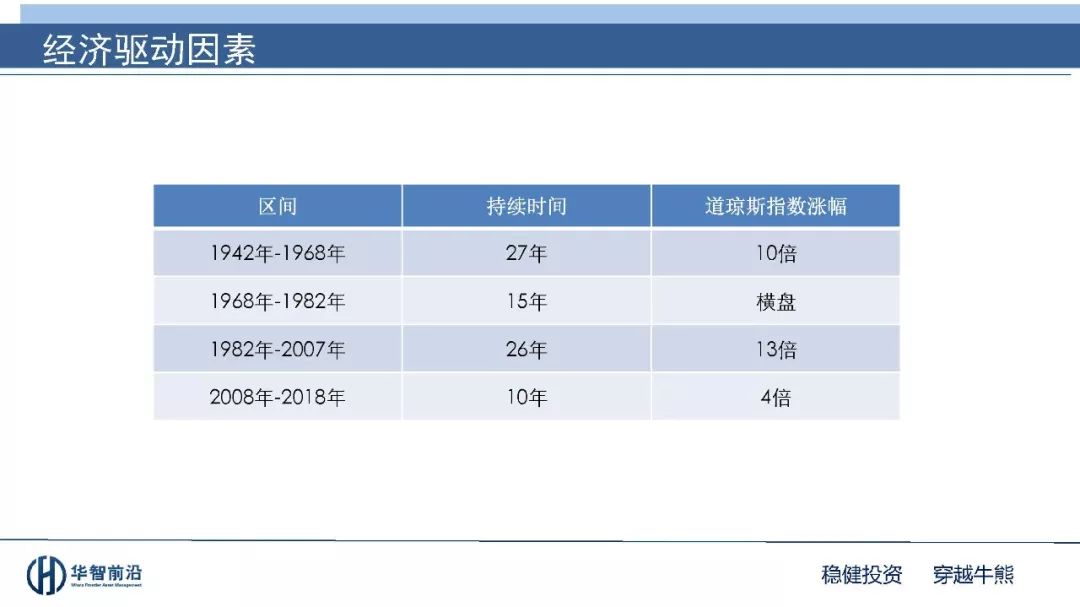 经济驱动因素
区间 持续时间 道琼斯指数涨幅
1942年-1968年 27年 10倍
1968年-1982年 15年 横盘
1982年-2007年 26年 13倍
2008年-2018年 10年 4倍
华智前沿
稳健投资 穿越牛熊